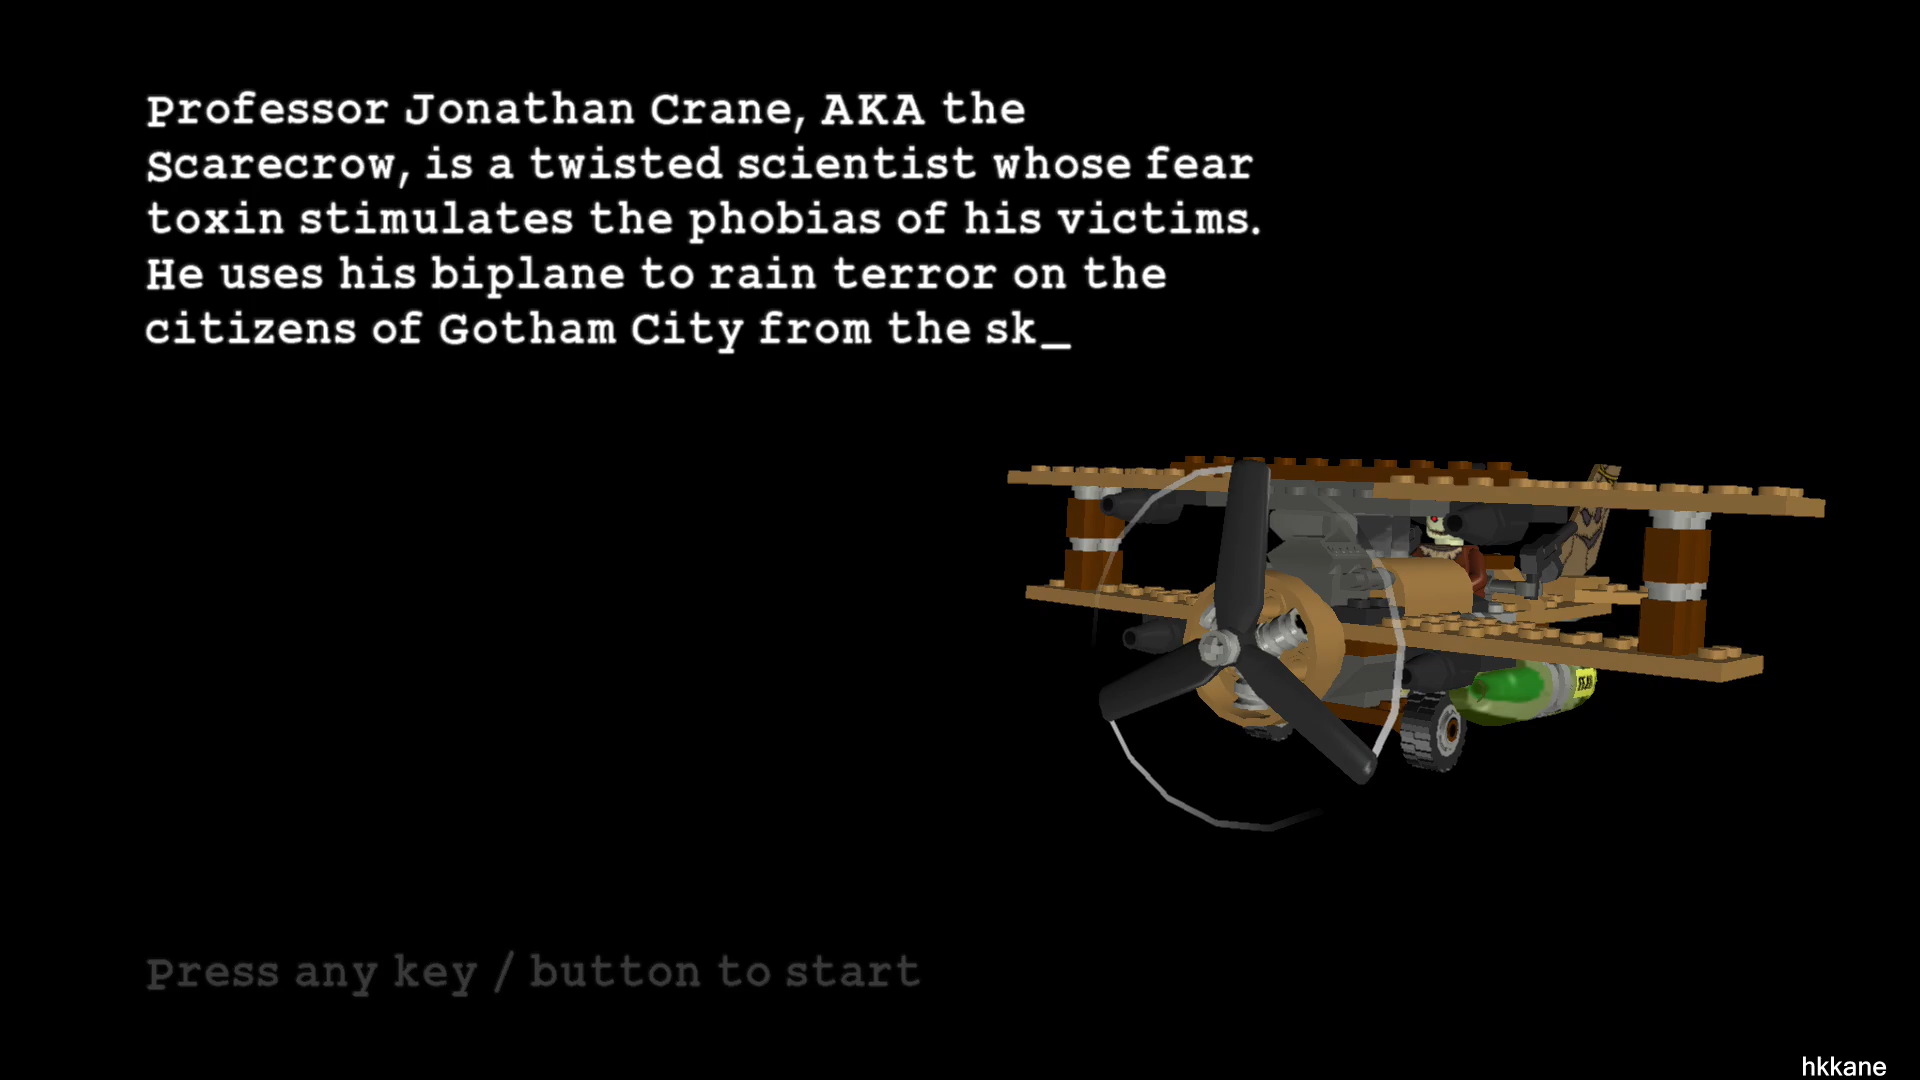 Professor Jonathan Crane, AKA the
Scarecrow, is a twisted scientist whose fear
toxin stimulates the phobias of his victims.
He uses his biplane to rain terror on the
citizens of Gotham City from the sk_
Press any key / button to start
hkkane